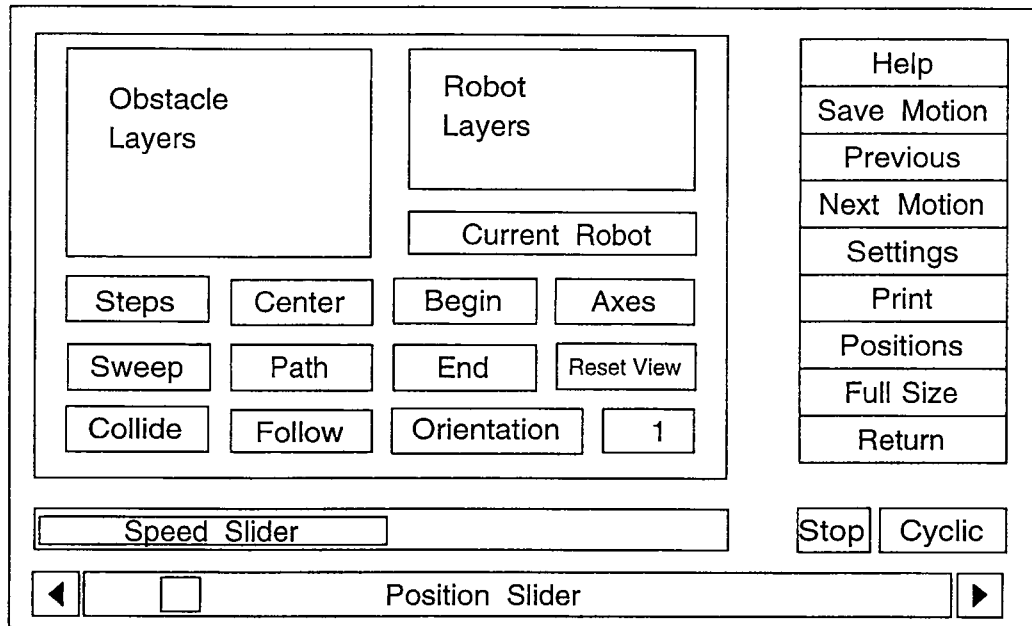 Obstacle
Layers
Robot
Layers
Current Robot
Steps
Center
Begin
Axes
Sweep
Path
End
Reset View
Collide
Follow
Orientation
1
Help
Save Motion
Previous
Next Motion
Settings
Print
Positions
Full Size
Return
Speed Slider
Stop
Cyclic
Position Slider